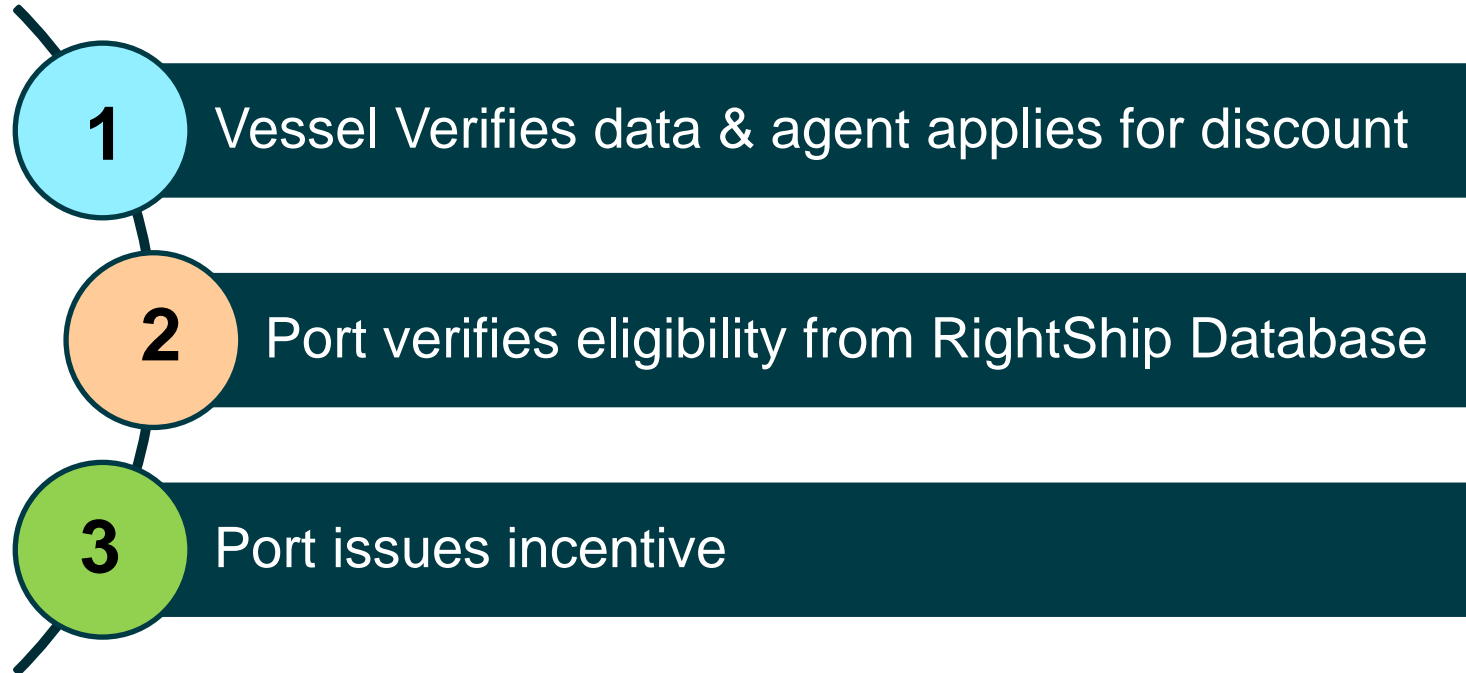 1
Vessel Verifies data & agent applies for discount
2
Port verifies eligibility from RightShip Database
3
Port issues incentive